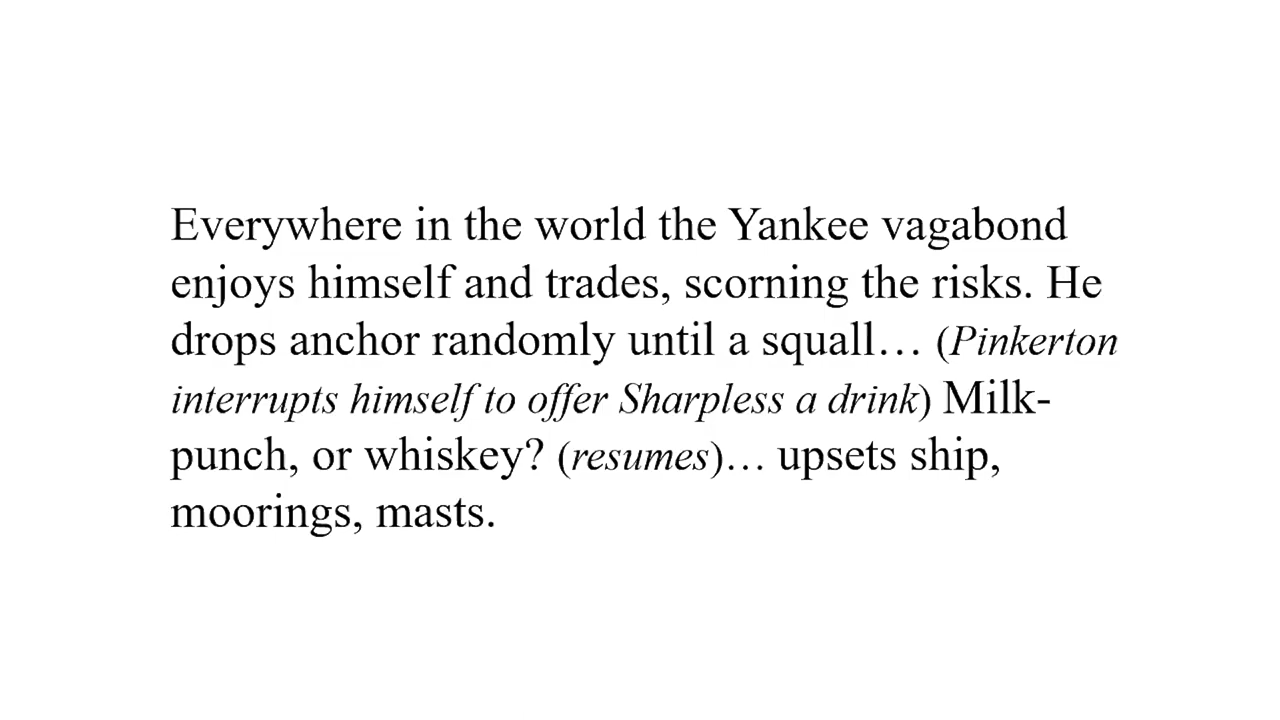 Everywhere in the world the Yankee vagabond
enjoys himself and trades, scorning the risks. He
drops anchor randomly until a squall… (Pinkerton
interrupts himself to offer Sharpless a drink) Milk-
punch, or whiskey? (resumes)… upsets ship,
moorings, masts.